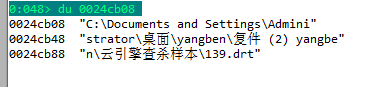 0:048> du 0024cb08
0024cb08 "C:\Documents and Settings\Admini"
0024cb48 "strator\桌面\yangben\复件 (2) yangbe"
0024cb88 "n\云引擎查杀样本\139.drt"